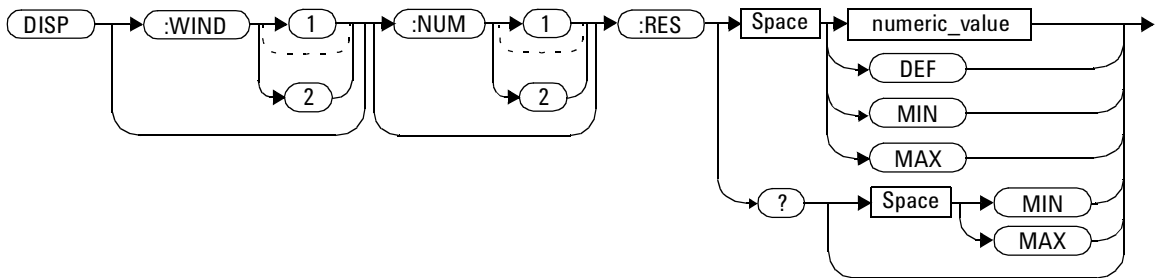 DISP :WIND 1 :NUM 1 :RES Space numeric_value
2 2 DEF
MIN
MAX
? Space MIN
MAX